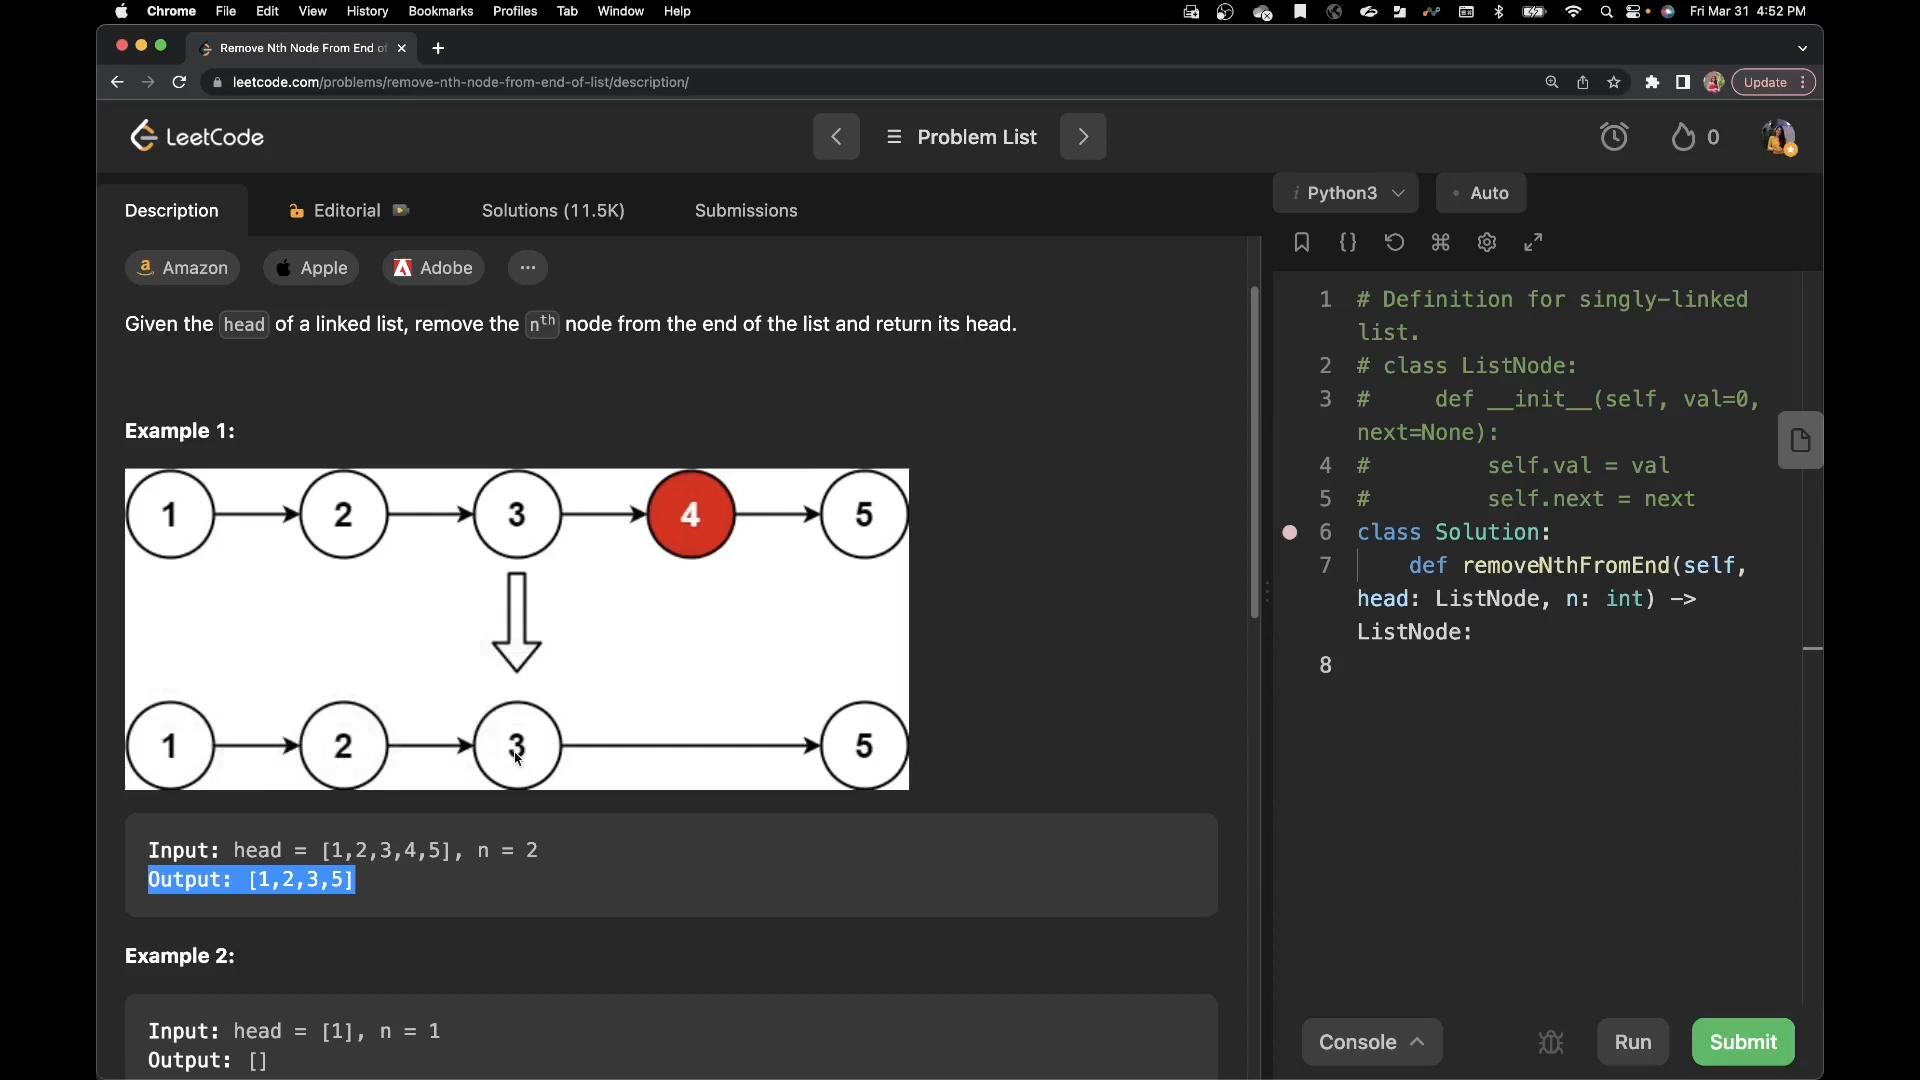 Chrome File Edit View History Bookmarks Profiles Tab Window Help Fri Mar 31 4:52 PM
Remove Nth Node From End of
leetcode.com/problems/remove-nth-node-from-end-of-list/description/ Update
LeetCode Problem List 0
Description Editorial Solutions (11.5K) Submissions
Amazon Apple Adobe ...
Given the head of a linked list, remove the nth node from the end of the list and return its head.
Example 1:
1 2 3 4 5
1 2 3 5
Input: head = [1,2,3,4,5], n = 2
Output: [1,2,3,5]
Example 2:
Input: head = [1], n = 1
Output: []
i Python3 • Auto
{}
1 # Definition for singly-linked
list.
2 # class ListNode:
3 #     def __init__(self, val=0,
next=None):
4 #         self.val = val
5 #         self.next = next
6 class Solution:
7     def removeNthFromEnd(self,
head: ListNode, n: int) ->
ListNode:
8
Console Run Submit